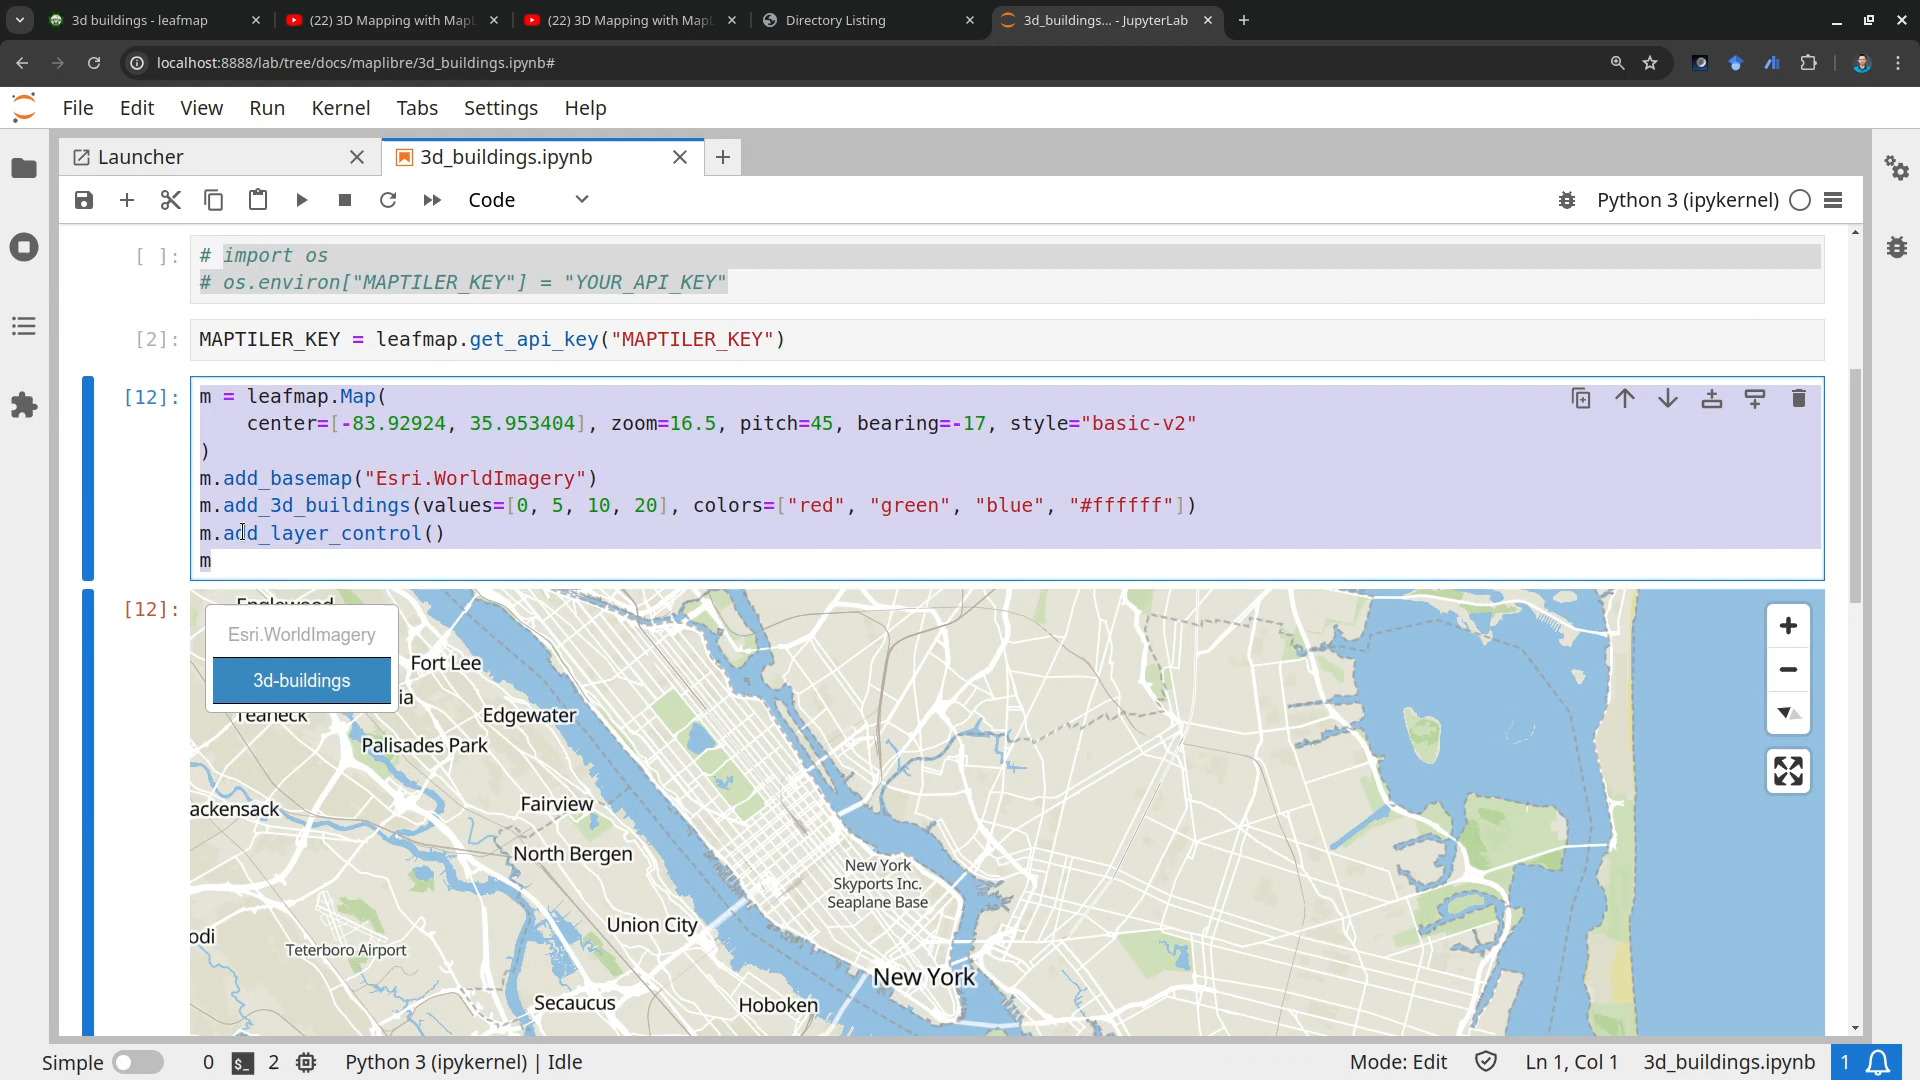 3d buildings - leafmap
(22) 3D Mapping with MapL
(22) 3D Mapping with MapL
Directory Listing
3d_buildings... - JupyterLab
localhost:8888/lab/tree/docs/maplibre/3d_buildings.ipynb#
File Edit View Run Kernel Tabs Settings Help
Launcher
3d_buildings.ipynb
Code
Python 3 (ipykernel)
[ ]:
# import os
# os.environ["MAPTILER_KEY"] = "YOUR_API_KEY"
[2]:
MAPTILER_KEY = leafmap.get_api_key("MAPTILER_KEY")
[12]:
m = leafmap.Map(
center=[-83.92924, 35.953404], zoom=16.5, pitch=45, bearing=-17, style="basic-v2"
)
m.add_basemap("Esri.WorldImagery")
m.add_3d_buildings(values=[0, 5, 10, 20], colors=["red", "green", "blue", "#ffffff"])
m.add_layer_control()
m
[12]:
Englewood
Esri.WorldImagery
3d-buildings
Fort Lee
ia
Teaneck
Edgewater
Palisades Park
ackensack
Fairview
North Bergen
New York
Skyports Inc.
Seaplane Base
Union City
odi
Teterboro Airport
New York
Secaucus
Hoboken
Simple
0
2
Python 3 (ipykernel) | Idle
Mode: Edit
Ln 1, Col 1
3d_buildings.ipynb
1